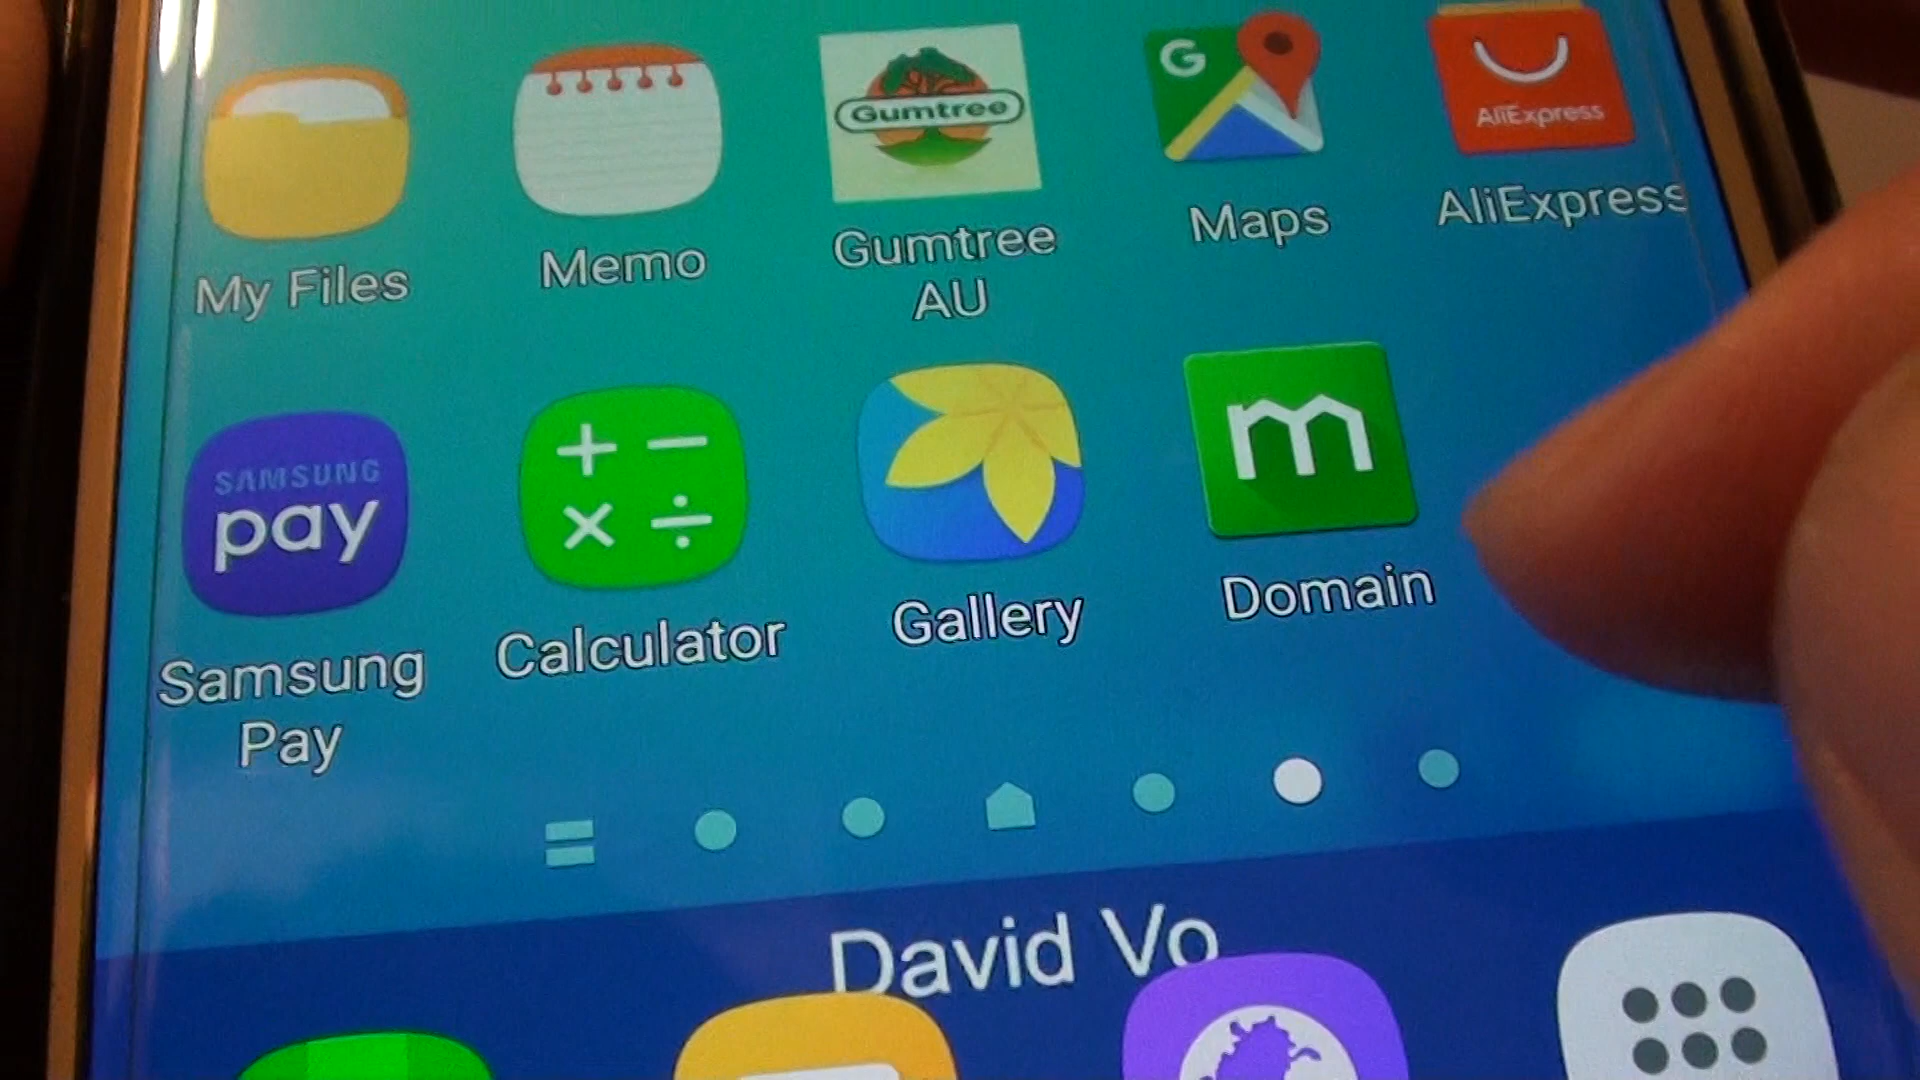 Gumtree
G
AliExpress
My Files
Memo
Gumtree
AU
Maps
AliExpress
SAMSUNG
pay
m
Samsung
Pay
Calculator
Gallery
Domain
David Vo